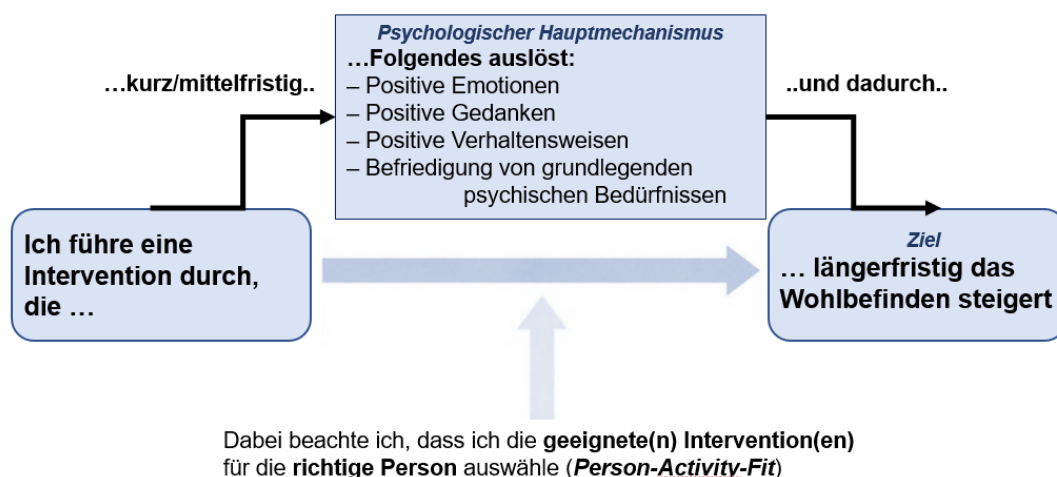 Psychologischer Hauptmechanismus
…Folgendes auslöst:
– Positive Emotionen
– Positive Gedanken
– Positive Verhaltensweisen
– Befriedigung von grundlegenden
psychischen Bedürfnissen
…kurz/mittelfristig..
..und dadurch..
Ich führe eine
Intervention durch,
die …
Ziel
… längerfristig das
Wohlbefinden steigert
Dabei beachte ich, dass ich die geeignete(n) Intervention(en)
für die richtige Person auswähle (Person-Activity-Fit)